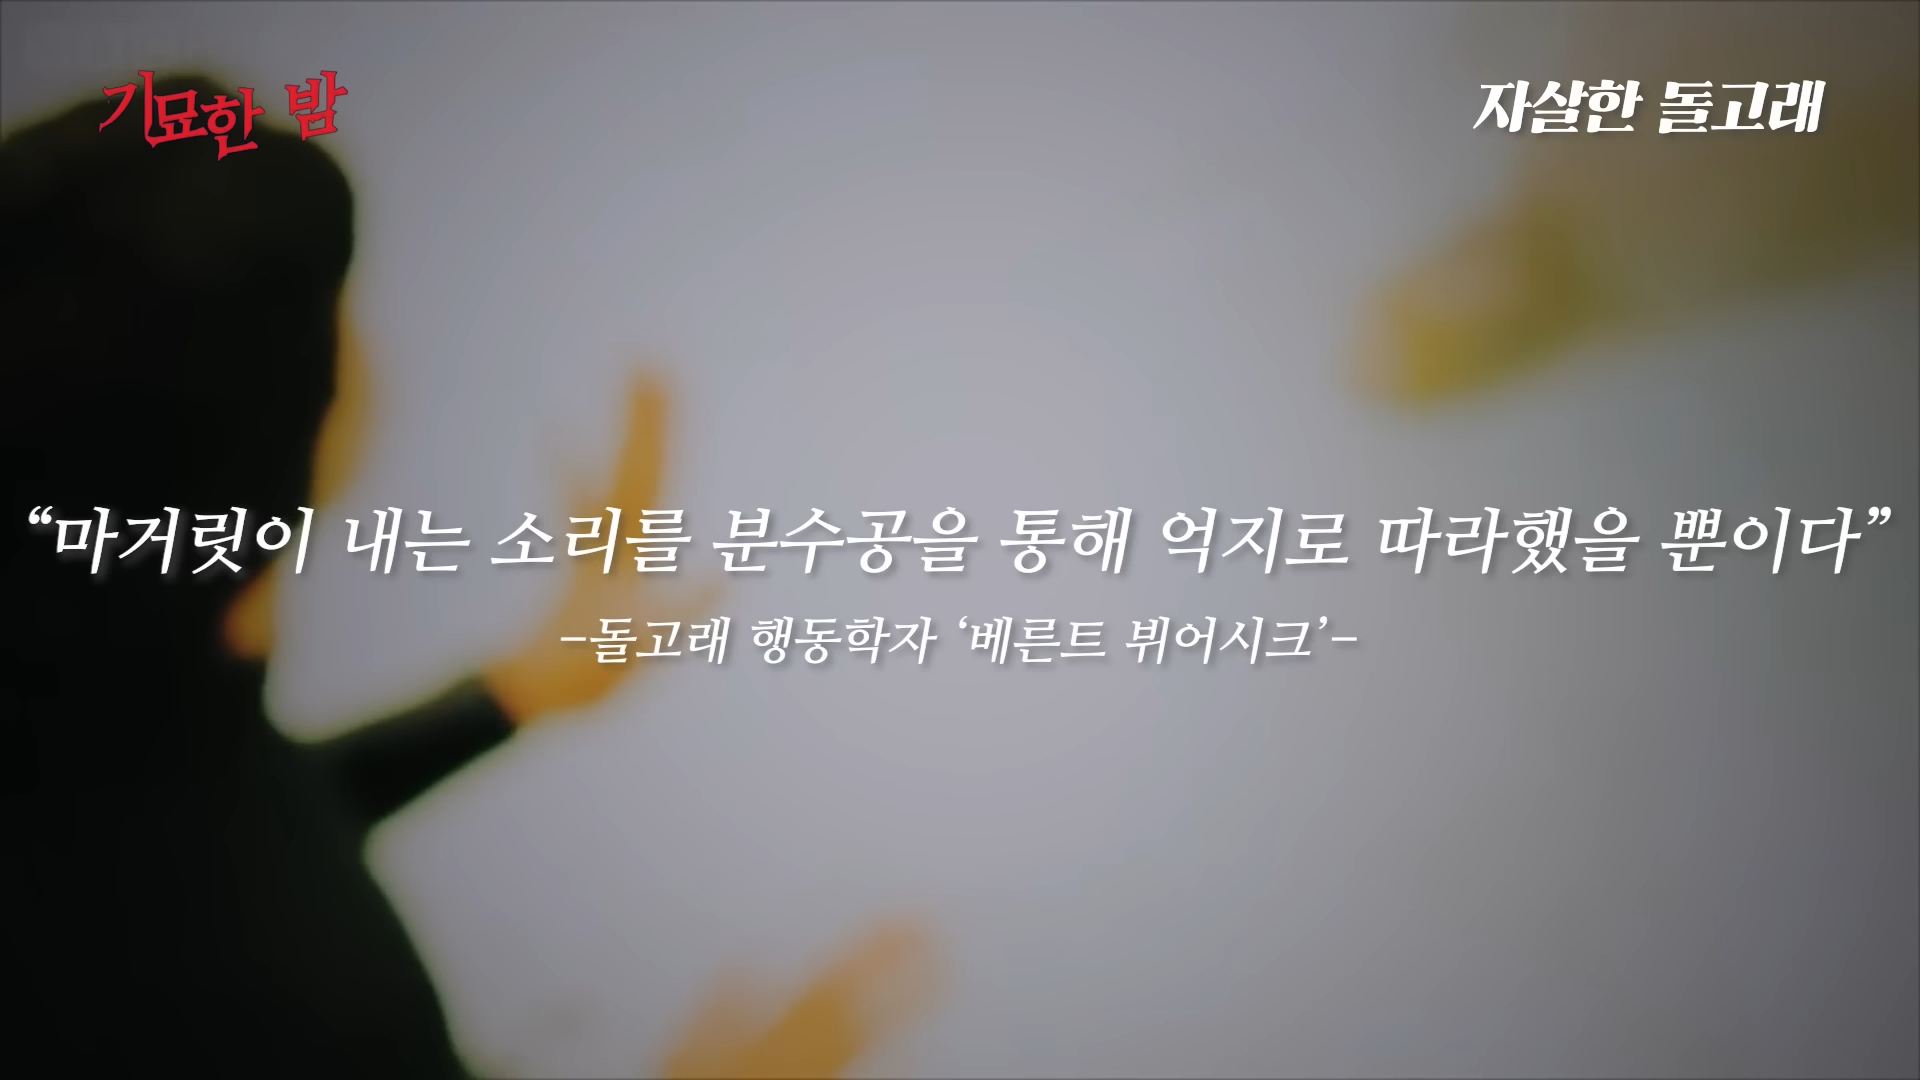 기묘한 밤
자살한 돌고래
“마거릿이 내는 소리를 분수공을 통해 억지로 따라했을 뿐이다”
-돌고래 행동학자 ‘베른트 뷔어시크’-